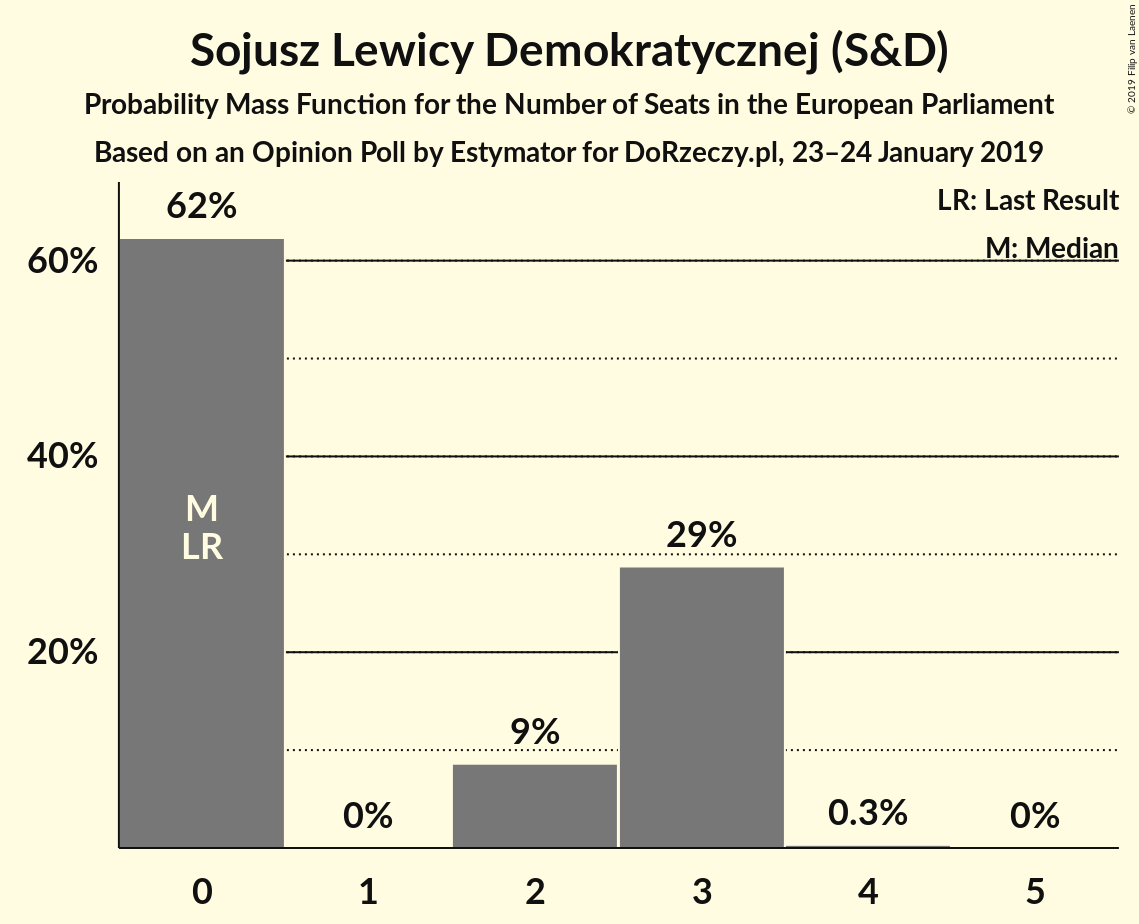 Sojusz Lewicy Demokratycznej (S&D)
Probability Mass Function for the Number of Seats in the European Parliament
Based on an Opinion Poll by Estymator for DoRzeczy.pl, 23–24 January 2019
© 2019 Filip van Laenen
LR: Last Result
M: Median
62%
60%
40%
20%
M
LR
0%
9%
29%
0.3%
0%
0
1
2
3
4
5